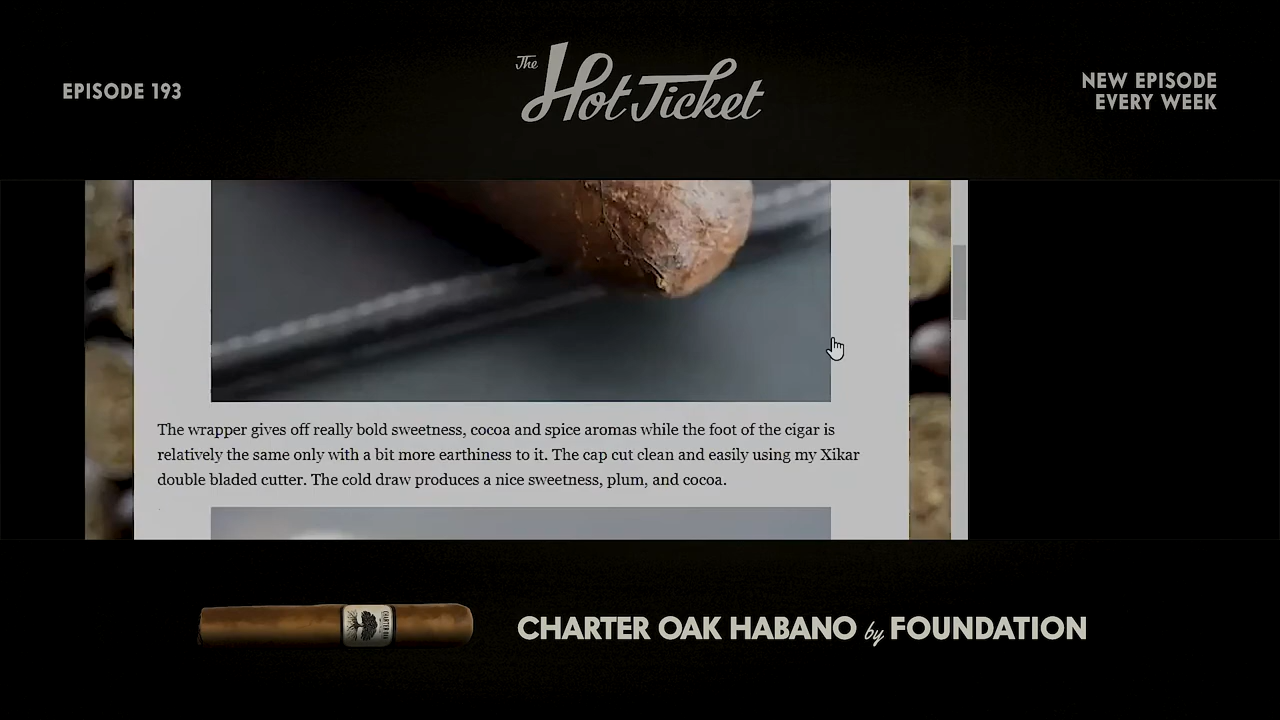 EPISODE 193
The Hot Ticket
NEW EPISODE
EVERY WEEK
The wrapper gives off really bold sweetness, cocoa and spice aromas while the foot of the cigar is
relatively the same only with a bit more earthiness to it. The cap cut clean and easily using my Xikar
double bladed cutter. The cold draw produces a nice sweetness, plum, and cocoa.
CHARTER OAK
CHARTER OAK HABANO by FOUNDATION